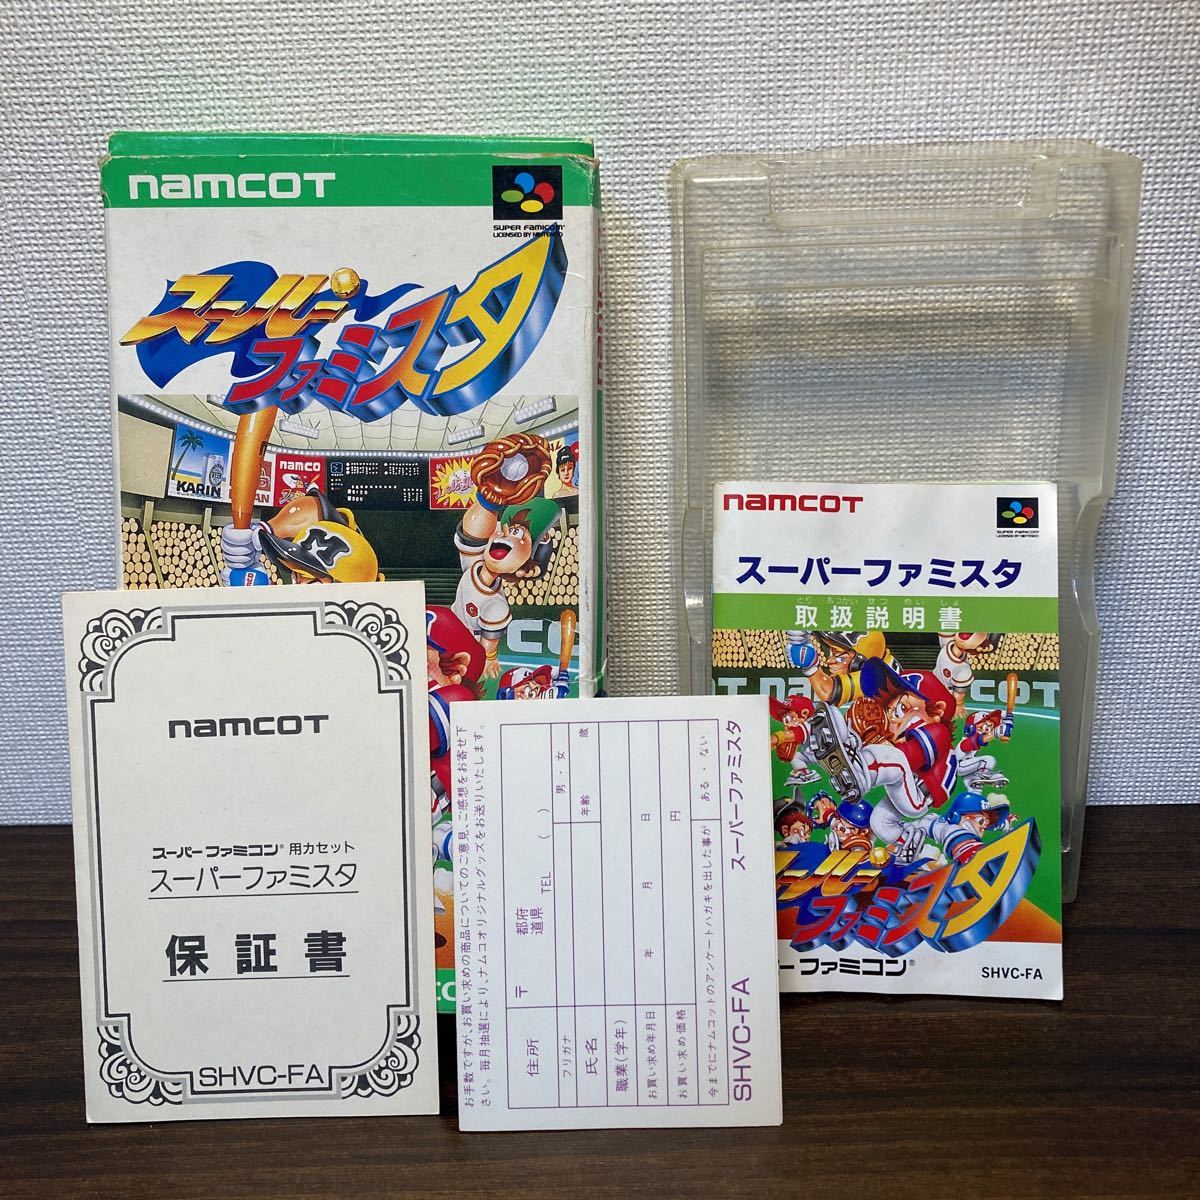 namcot
SUPER FAMICOM
LICENSED BY NINTENDO
スーパー
ファミスタ
KARIN
namco
M
G
CO
namcot
スーパーファミコン®用カセット
スーパーファミスタ
保証書
SHVC-FA
お手数ですが、お買い求めの商品についてのご意見、ご感想をお寄せ下
さい。毎月抽選により、ナムコオリジナルグッズをお送りいたします。
住所
〒
都府
道県
TEL ( )
フリガナ
氏名
男・女
年齢
歳
職業(学年)
お買い求め年月日
年 月 日
お買い求め価格
円
今までにナムコットのアンケートハガキを出した事が
ある・ない
SHVC-FA
スーパーファミスタ
namcot
SUPER FAMICOM
LICENSED BY NINTENDO
スーパーファミスタ
とり あつかい せつ めい しょ
取扱説明書
COT
スーパー
ファミスタ
ーファミコン®
SHVC-FA